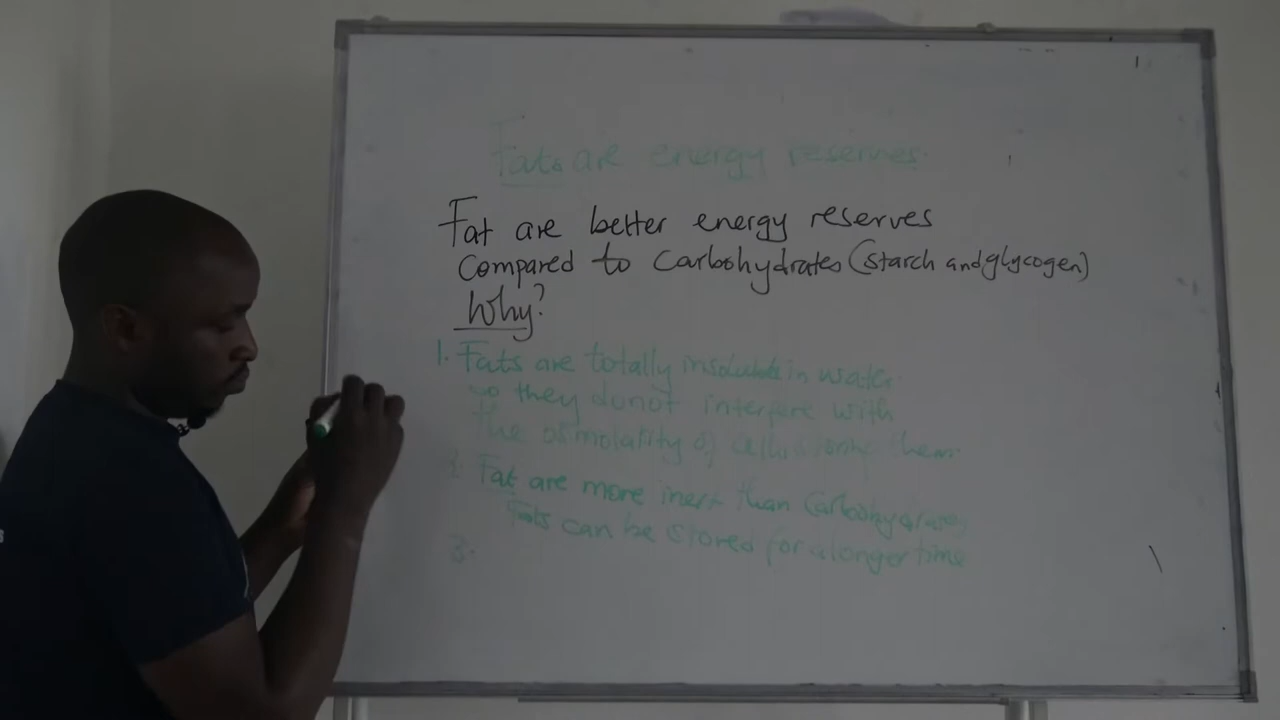 Fats are energy reserves
Fat are better energy reserves
Compared to Carbohydrates (starch and glycogen)
Why?
1. Fats are totally insoluble in water
so they do not interfere with
the osmolarity of cells them
Fat are more inert than Carbohydrates
Fats can be stored for a longer time
3.